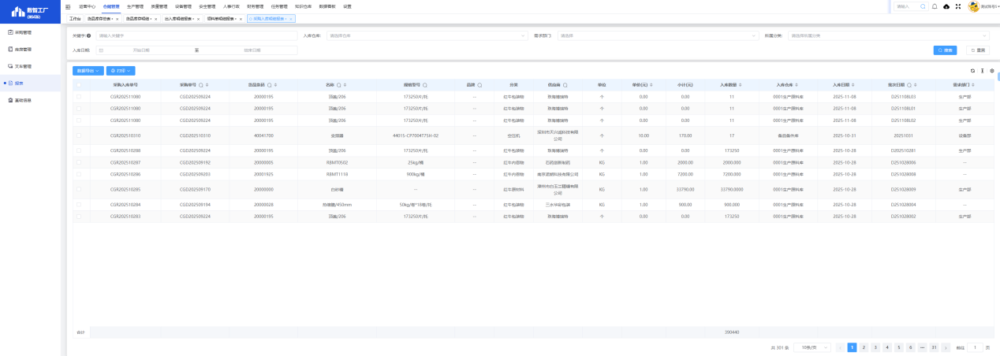 数智工厂
(测试版)
运营中心 仓储管理 生产管理 质量管理 设备管理 安全管理 人事行政 财务管理 任务管理 知识仓库 数据看板 设置
请输入
工作台 货品库存总表 × 货品库存明细 × 出入库明细报表 × 领料单明细报表 × 采购入库明细报表 ×
采购管理
库房管理
叉车管理
报表
基础信息
关键字: 请输入关键字 入库仓库: 请选择仓库 需求部门: 请选择 所属分类: 请选择所属分类
入库日期: 开始日期 至 结束日期 搜索 重置
数据导出 打印
采购入库单号 采购单号 货品条码 名称 规格型号 品牌 分类 供应商 单位 单价(元) 小计(元) 入库数量 入库仓库 入库日期 批次日期 需求部门
CGR202511080 CGD202509224 20000195 顶盖/206 173250片/托 -- 红牛包装物 珠海瑞瑞特 个 0.00 0.00 11 0001生产原料库 2025-11-08 D251108L03 生产部
CGR202511080 CGD202509224 20000195 顶盖/206 173250片/托 -- 红牛包装物 珠海瑞瑞特 个 0.00 0.00 11 0001生产原料库 2025-11-08 D251108L01 生产部
CGR202511080 CGD202509224 20000195 顶盖/206 173250片/托 -- 红牛包装物 珠海瑞瑞特 个 0.00 0.00 11 0001生产原料库 2025-11-08 D251108L02 生产部
CGR202510310 CGD202510310 40041700 变频器 4401S-CP7004T75H-02 -- 空压机 深圳市天兴诚科技有限公司 个 10.00 170.00 17 备品备件库 2025-10-31 20251031 设备部
CGR202510288 CGD202509224 20000195 顶盖/206 173250片/托 -- 红牛包装物 珠海瑞瑞特 个 0.00 0.00 173250 0001生产原料库 2025-10-28 D202510281 生产部
CGR202510287 CGD202509192 20000005 RBMT0502 25kg/桶 -- 红牛内容物 石药创新制药 KG 1.00 2000.00 2000.000 0001生产原料库 2025-10-28 D251028006 --
CGR202510286 CGD202509203 20001925 RBMT1118 900kg/桶 -- 红牛内容物 南京诺朗科技有限公司 KG 1.00 7200.00 7200.000 0001生产原料库 2025-10-28 D251028008 --
CGR202510285 CGD202509170 20000000 白砂糖 -- -- 红牛原材料 漳州市白玉兰糖罐有限公司 KG 1.00 33790.00 33790.0000 0001生产原料库 2025-10-28 D251028009 生产部
CGR202510284 CGD202509194 20000028 热缩膜/450mm 50kg/卷*18卷/托 -- 红牛包装物 三水华彩包装 KG 1.00 900.00 900.000 0001生产原料库 2025-10-28 D251028004 --
CGR202510283 CGD202509224 20000195 顶盖/206 173250片/托 -- 红牛包装物 珠海瑞瑞特 个 0.00 0.00 173250 0001生产原料库 2025-10-28 D251028002 生产部
合计 390440
共 301 条 10条/页 1 2 3 4 5 6 ··· 31 前往 1 页